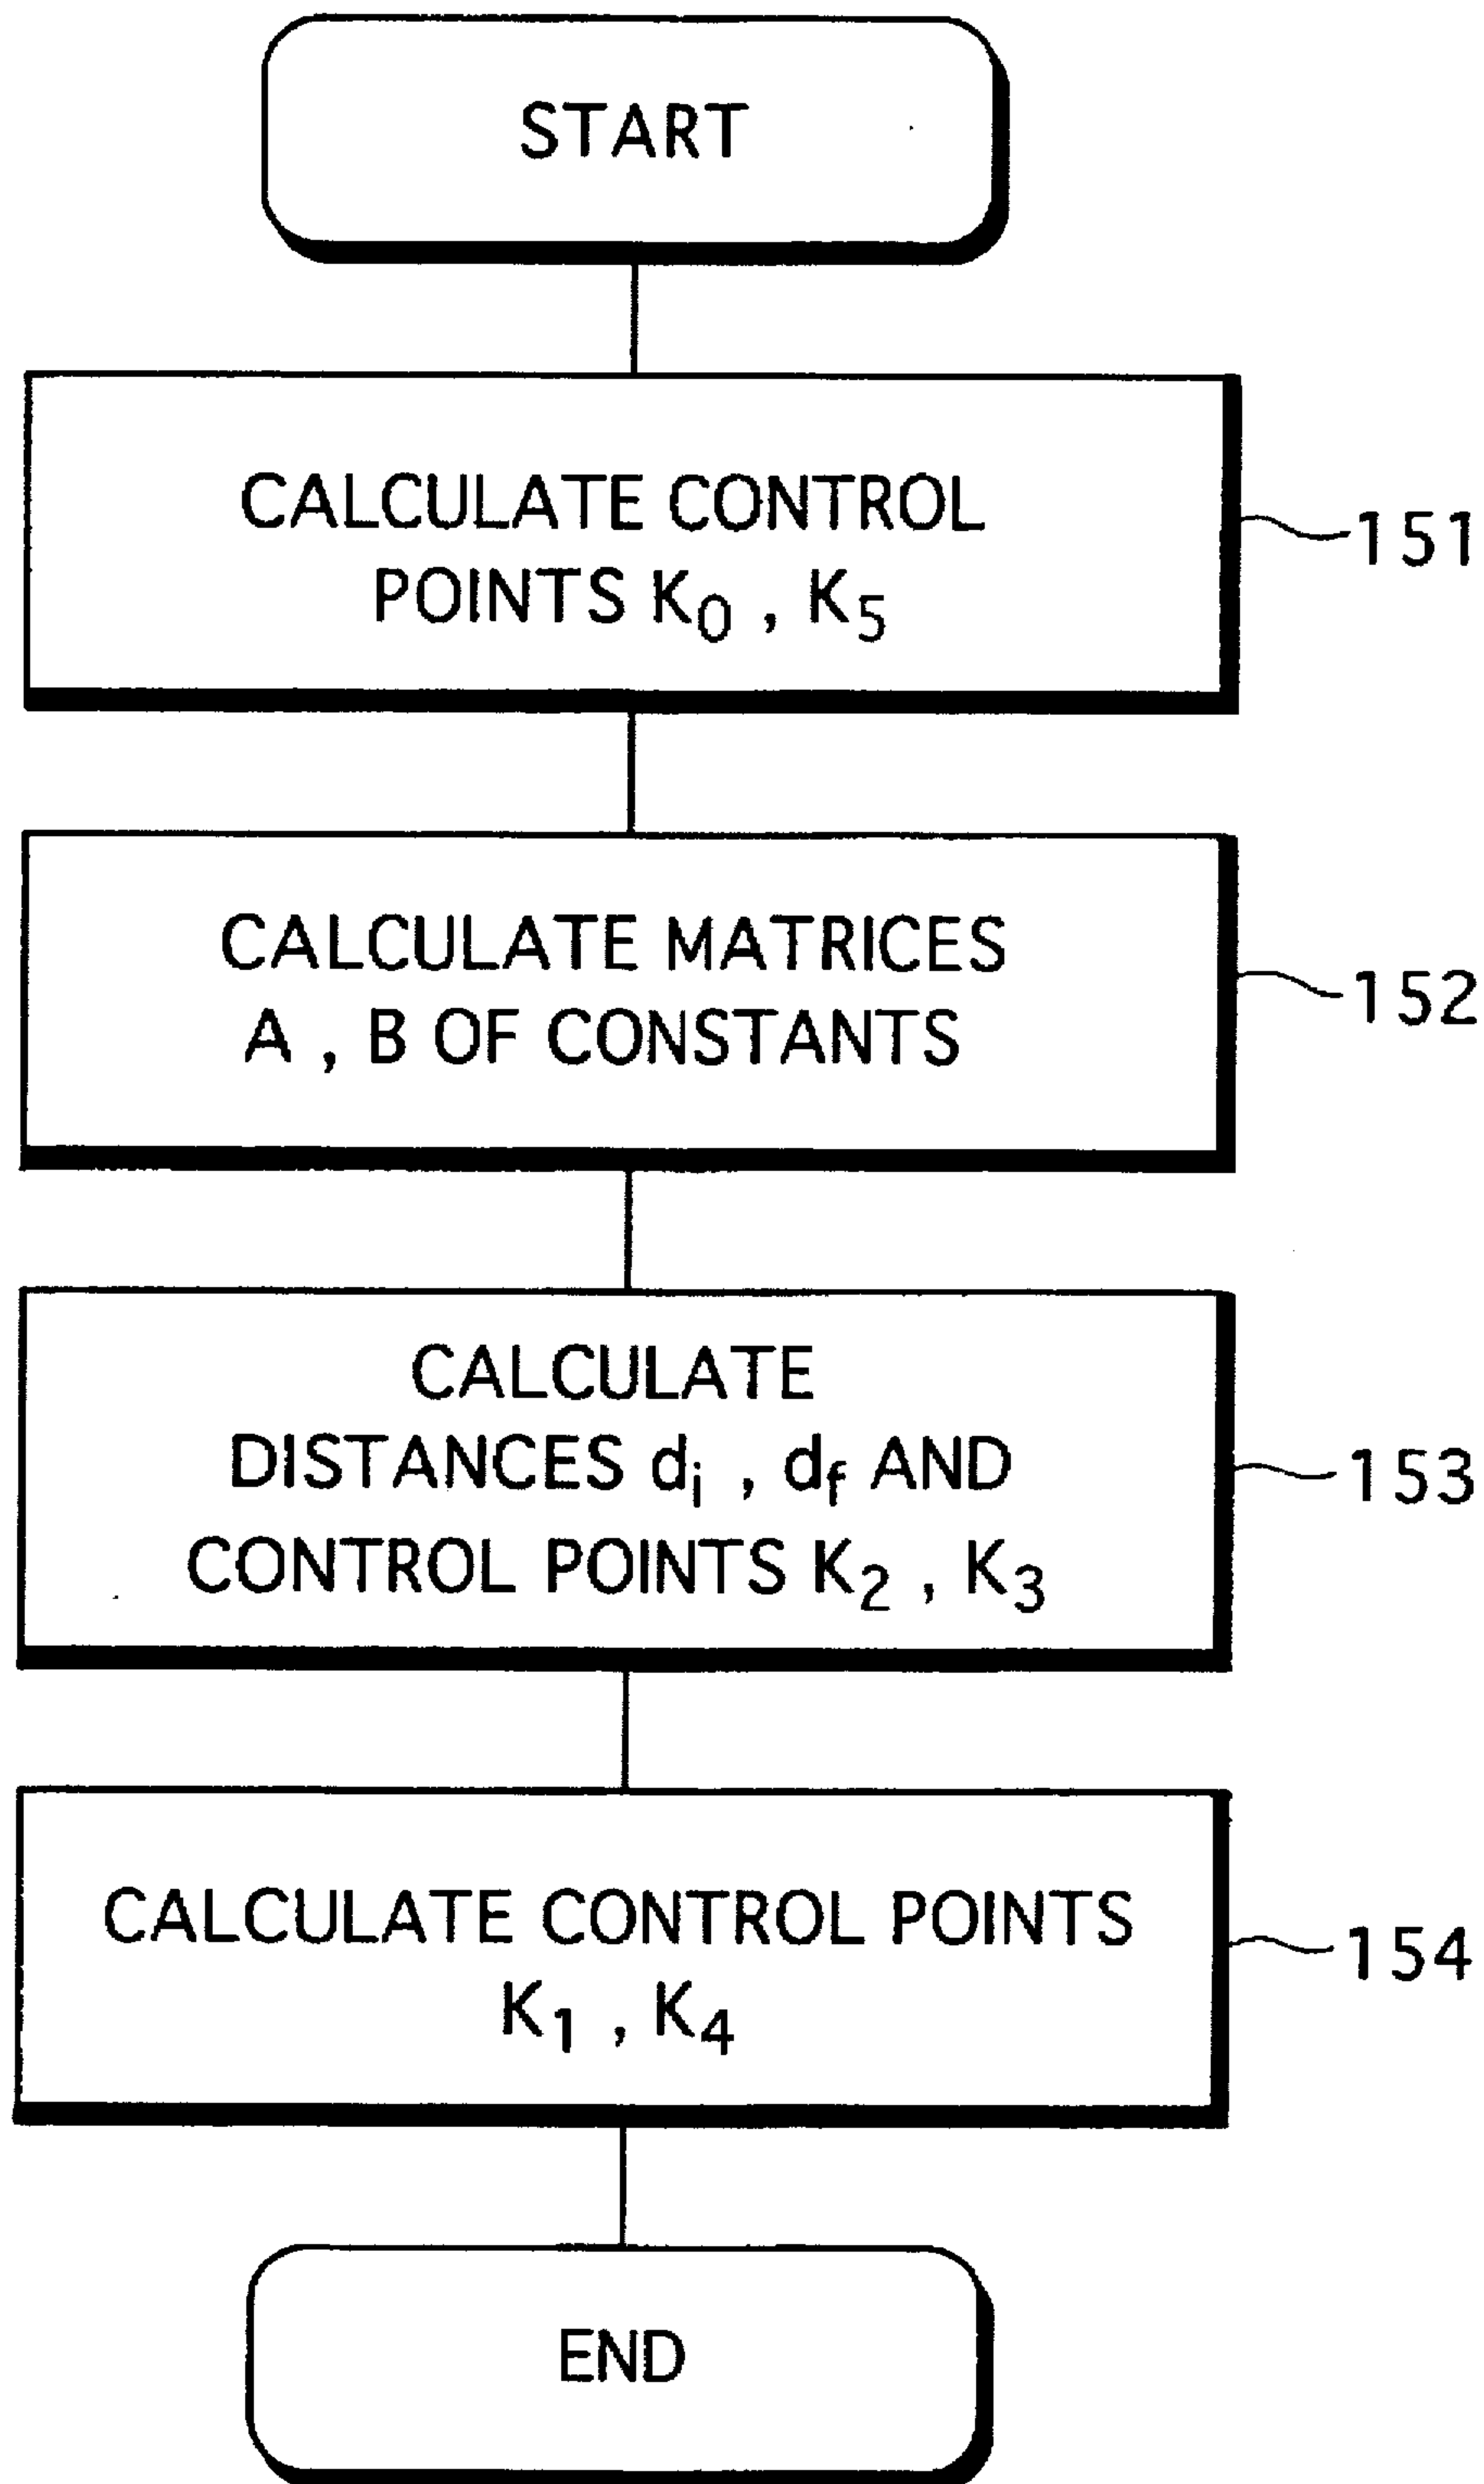 START
CALCULATE CONTROL
POINTS K₀ , K₅
151
CALCULATE MATRICES
A , B OF CONSTANTS
152
CALCULATE
DISTANCES dᵢ , d_f AND
CONTROL POINTS K₂ , K₃
153
CALCULATE CONTROL POINTS
K₁ , K₄
154
END